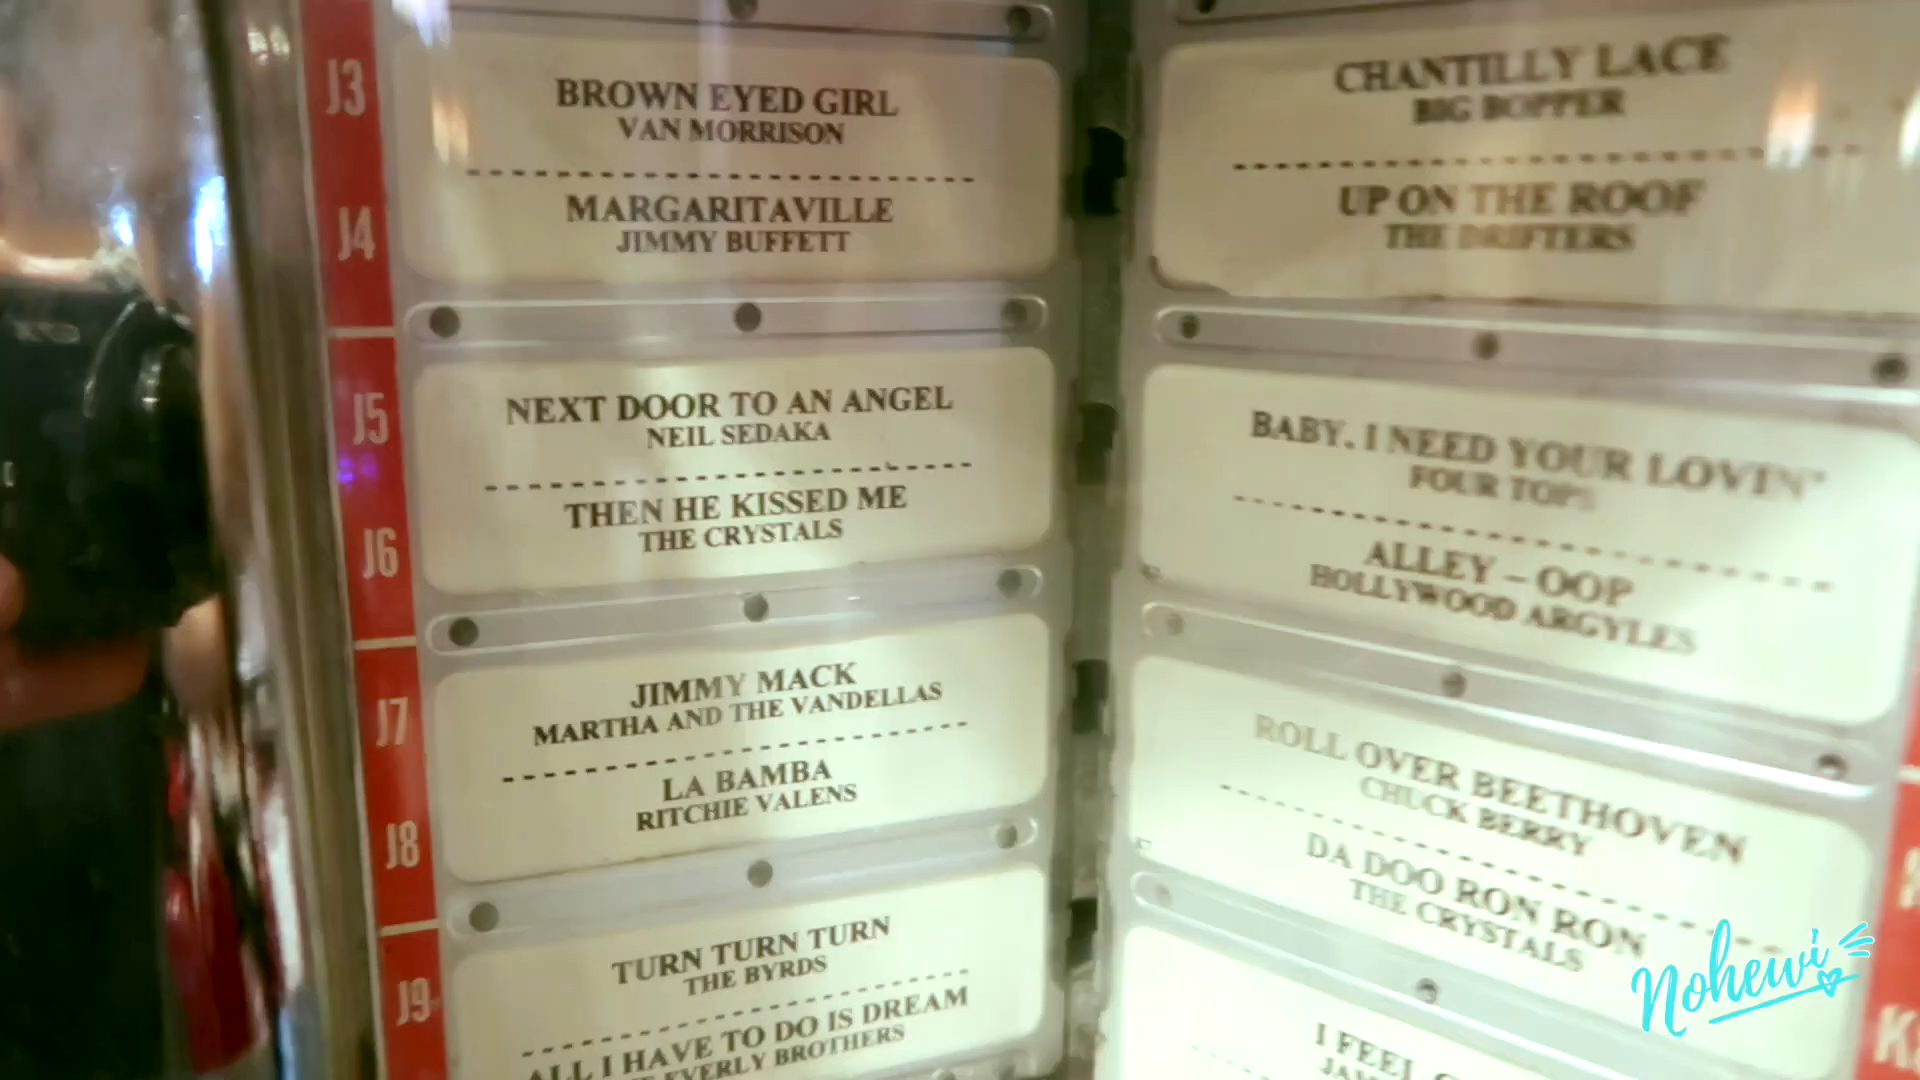 J3
BROWN EYED GIRL
VAN MORRISON
J4
MARGARITAVILLE
JIMMY BUFFETT
J5
NEXT DOOR TO AN ANGEL
NEIL SEDAKA
J6
THEN HE KISSED ME
THE CRYSTALS
J7
JIMMY MACK
MARTHA AND THE VANDELLAS
J8
LA BAMBA
RITCHIE VALENS
J9
TURN TURN TURN
THE BYRDS
ALL I HAVE TO DO IS DREAM
EVERLY BROTHERS
CHANTILLY LACE
BIG BOPPER
UP ON THE ROOF
THE DRIFTERS
BABY, I NEED YOUR LOVIN'
FOUR TOPS
ALLEY – OOP
HOLLYWOOD ARGYLES
ROLL OVER BEETHOVEN
CHUCK BERRY
DA DOO RON RON
THE CRYSTALS
I FEEL
Nohewi